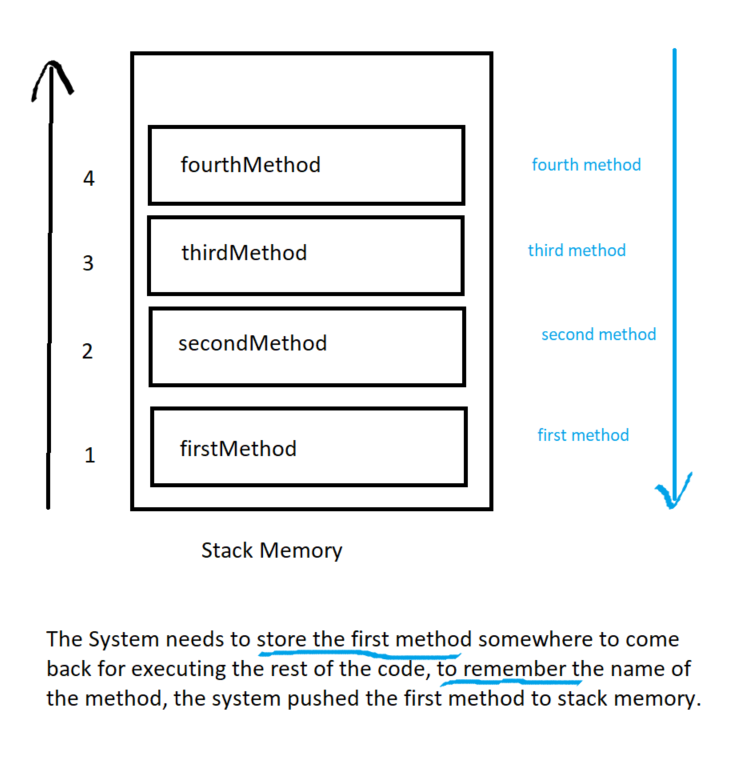 4
fourthMethod
fourth method
3
thirdMethod
third method
2
secondMethod
second method
1
firstMethod
first method
Stack Memory
The System needs to store the first method somewhere to come
back for executing the rest of the code, to remember the name of
the method, the system pushed the first method to stack memory.